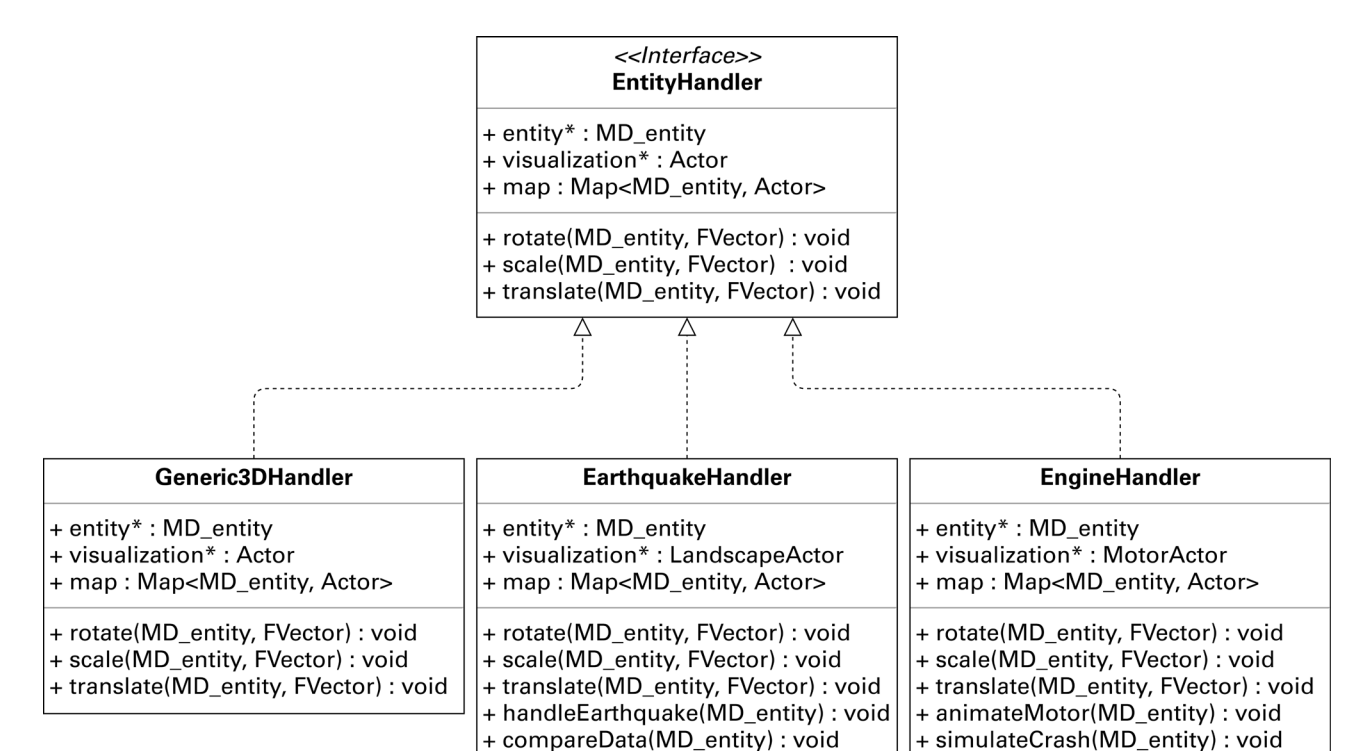 <<Interface>>
EntityHandler
+ entity* : MD_entity
+ visualization* : Actor
+ map : Map<MD_entity, Actor>
+ rotate(MD_entity, FVector) : void
+ scale(MD_entity, FVector)  : void
+ translate(MD_entity, FVector) : void
Generic3DHandler
+ entity* : MD_entity
+ visualization* : Actor
+ map : Map<MD_entity, Actor>
+ rotate(MD_entity, FVector) : void
+ scale(MD_entity, FVector) : void
+ translate(MD_entity, FVector) : void
EarthquakeHandler
+ entity* : MD_entity
+ visualization* : LandscapeActor
+ map : Map<MD_entity, Actor>
+ rotate(MD_entity, FVector) : void
+ scale(MD_entity, FVector) : void
+ translate(MD_entity, FVector) : void
+ handleEarthquake(MD_entity) : void
+ compareData(MD_entity) : void
EngineHandler
+ entity* : MD_entity
+ visualization* : MotorActor
+ map : Map<MD_entity, Actor>
+ rotate(MD_entity, FVector) : void
+ scale(MD_entity, FVector) : void
+ translate(MD_entity, FVector) : void
+ animateMotor(MD_entity) : void
+ simulateCrash(MD_entity) : void